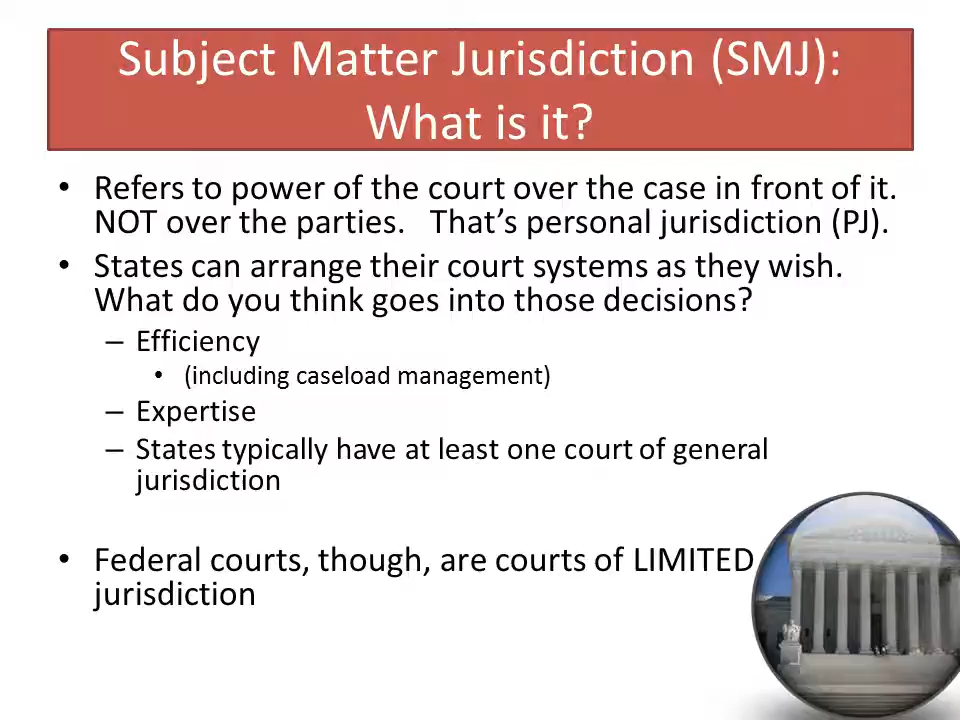 Subject Matter Jurisdiction (SMJ):
What is it?
• Refers to power of the court over the case in front of it.
NOT over the parties.   That’s personal jurisdiction (PJ).
• States can arrange their court systems as they wish.
What do you think goes into those decisions?
– Efficiency
• (including caseload management)
– Expertise
– States typically have at least one court of general
jurisdiction
• Federal courts, though, are courts of LIMITED
jurisdiction